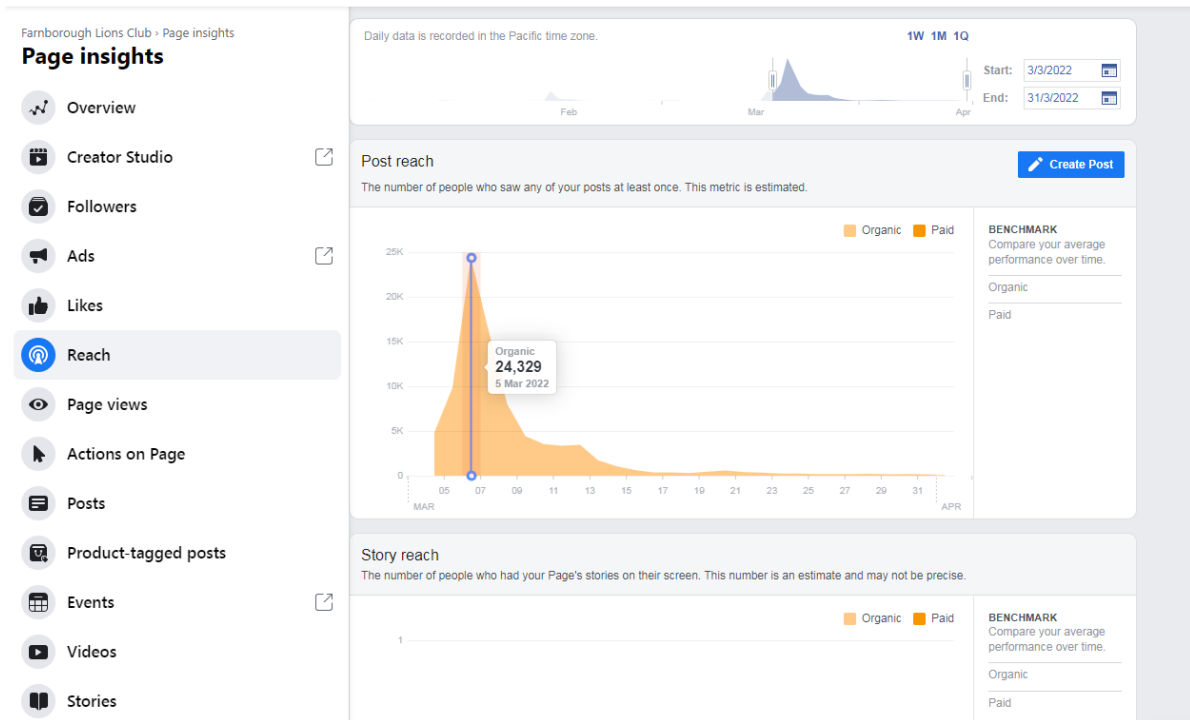 Farnborough Lions Club › Page insights
Page insights
Overview
Creator Studio
Followers
Ads
Likes
Reach
Page views
Actions on Page
Posts
Product-tagged posts
Events
Videos
Stories
Daily data is recorded in the Pacific time zone.
1W 1M 1Q
Feb Mar Apr
Start: 3/3/2022
End: 31/3/2022
Post reach
Create Post
The number of people who saw any of your posts at least once. This metric is estimated.
Organic Paid
25K
20K
15K
10K
5K
0
Organic
24,329
5 Mar 2022
05 07 09 11 13 15 17 19 21 23 25 27 29 31
MAR APR
BENCHMARK
Compare your average
performance over time.
Organic
Paid
Story reach
The number of people who had your Page's stories on their screen. This number is an estimate and may not be precise.
Organic Paid
1
BENCHMARK
Compare your average
performance over time.
Organic
Paid